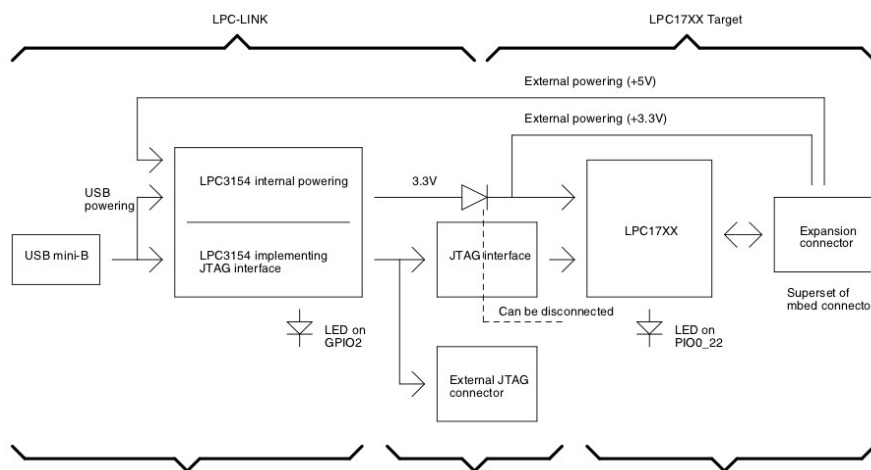 LPC-LINK
LPC17XX Target
External powering (+5V)
External powering (+3.3V)
LPC3154 internal powering
3.3V
USB
powering
LPC17XX
USB mini-B
LPC3154 implementing
JTAG interface
JTAG interface
Expansion
connector
Can be disconnected
Superset of
mbed connecto
LED on
GPIO2
LED on
PIO0_22
External JTAG
connector